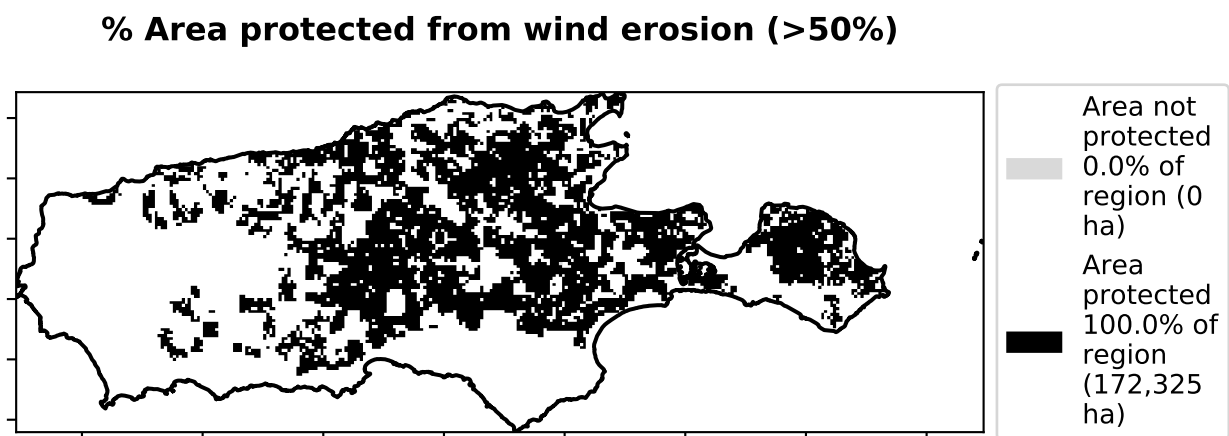 % Area protected from wind erosion (>50%)
Area not
protected
0.0% of
region (0
ha)
Area
protected
100.0% of
region
(172,325
ha)